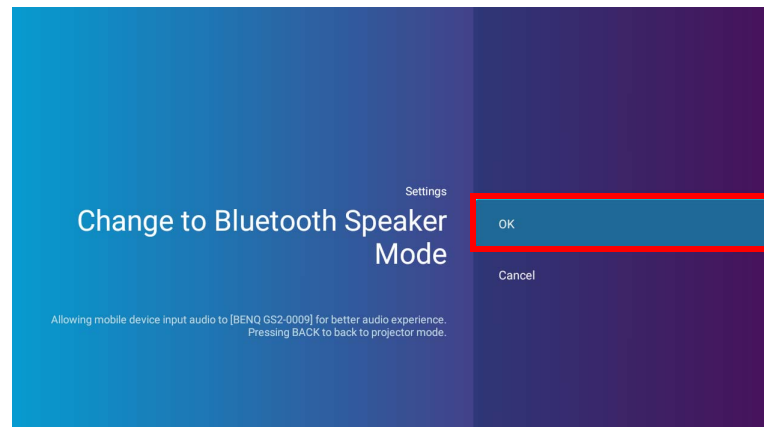 Settings
Change to Bluetooth Speaker
Mode
Allowing mobile device input audio to [BENQ GS2-0009] for better audio experience.
Pressing BACK to back to projector mode.
OK
Cancel